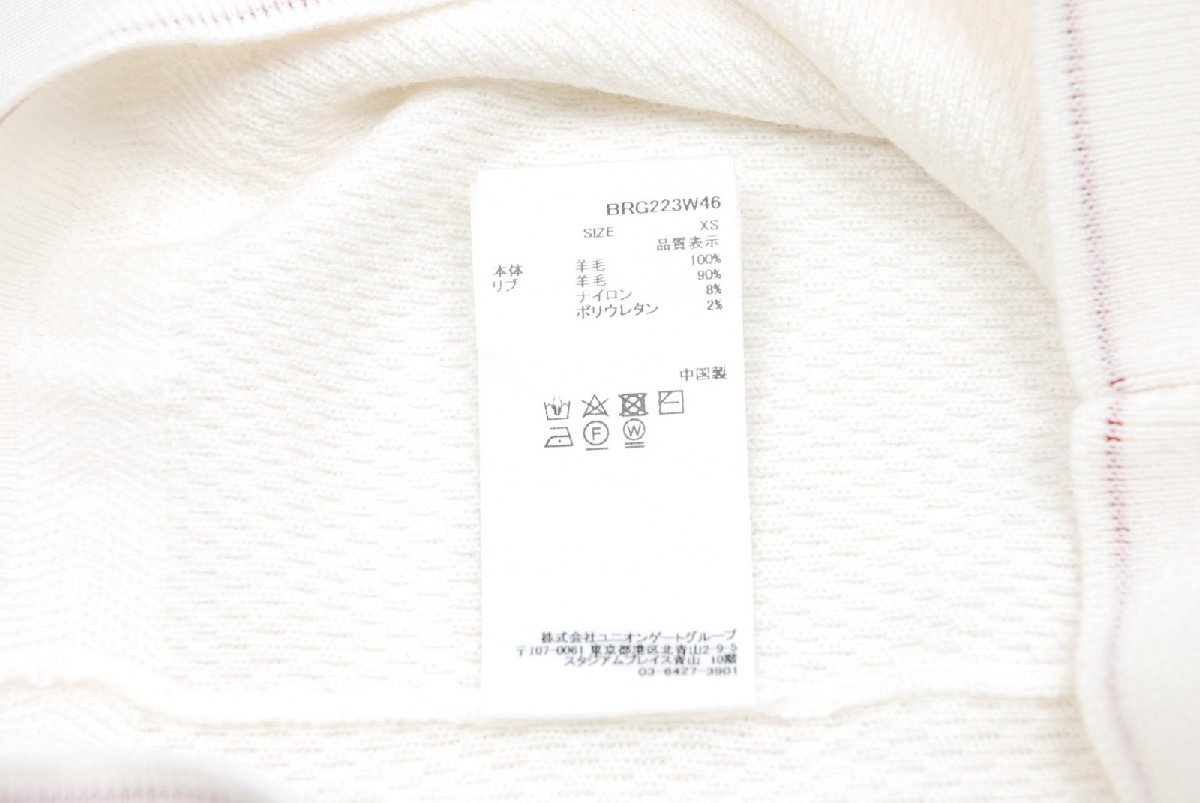 BRG223W46
SIZE XS
品質表示
本体 羊毛 100%
リブ 羊毛 90%
ナイロン 8%
ポリウレタン 2%
中国製
F W
株式会社ユニオンゲートグループ
〒107-0061 東京都港区北青山2-9-5
スタジアムプレイス青山 10階
03-6427-3901